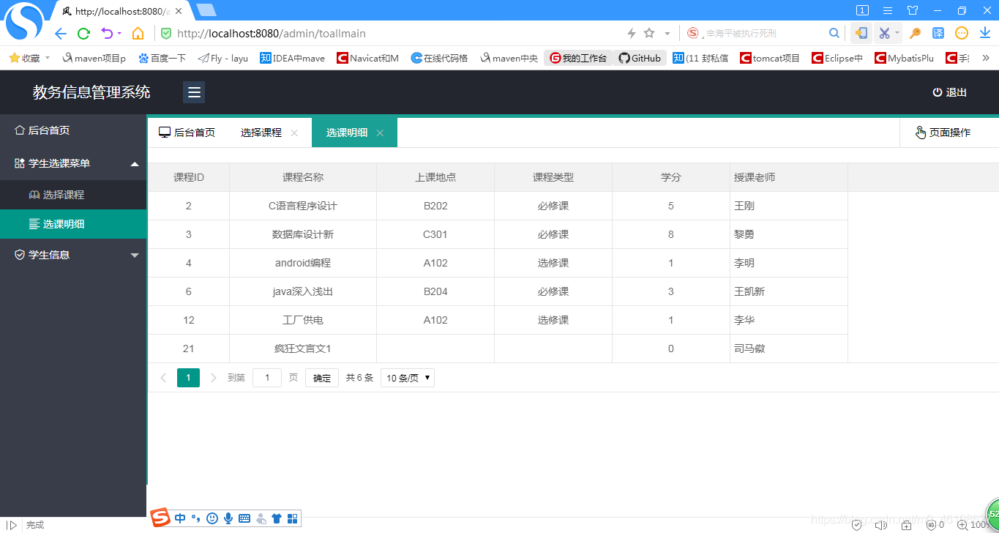 http://localhost:8080/a
1
http://localhost:8080/admin/toallmain
辛海平被执行死刑
译
收藏 maven项目p 百度一下 Fly - layu 知 IDEA中mave Navicat和M 在线代码格 maven中央 我的工作台 GitHub 知 (11 封私信 tomcat项目 Eclipse中 MybatisPlu 手 »
教务信息管理系统 退出
后台首页 后台首页 选择课程 选课明细 页面操作
学生选课菜单
选择课程
选课明细
学生信息
课程ID 课程名称 上课地点 课程类型 学分 授课老师
2 C语言程序设计 B202 必修课 5 王刚
3 数据库设计新 C301 必修课 8 黎勇
4 android编程 A102 选修课 1 李明
6 java深入浅出 B204 必修课 3 王凯新
12 工厂供电 A102 选修课 1 李华
21 疯狂文言文1 0 司马徽
1 到第 1 页 确定 共 6 条 10 条/页
中
52
完成 0 100%